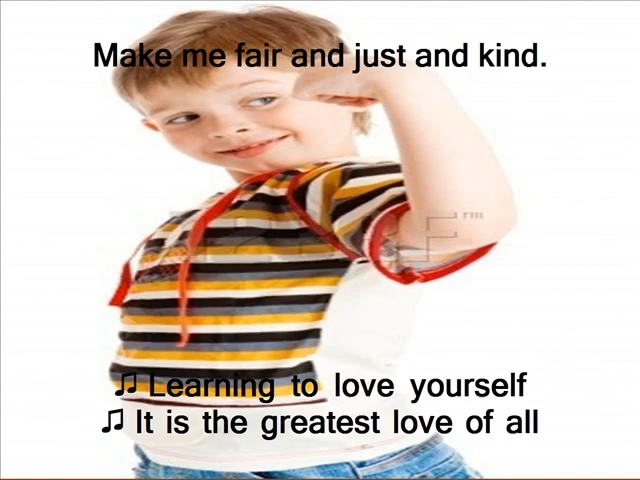 Make me fair and just and kind.
♫ Learning to love yourself
♫ It is the greatest love of all